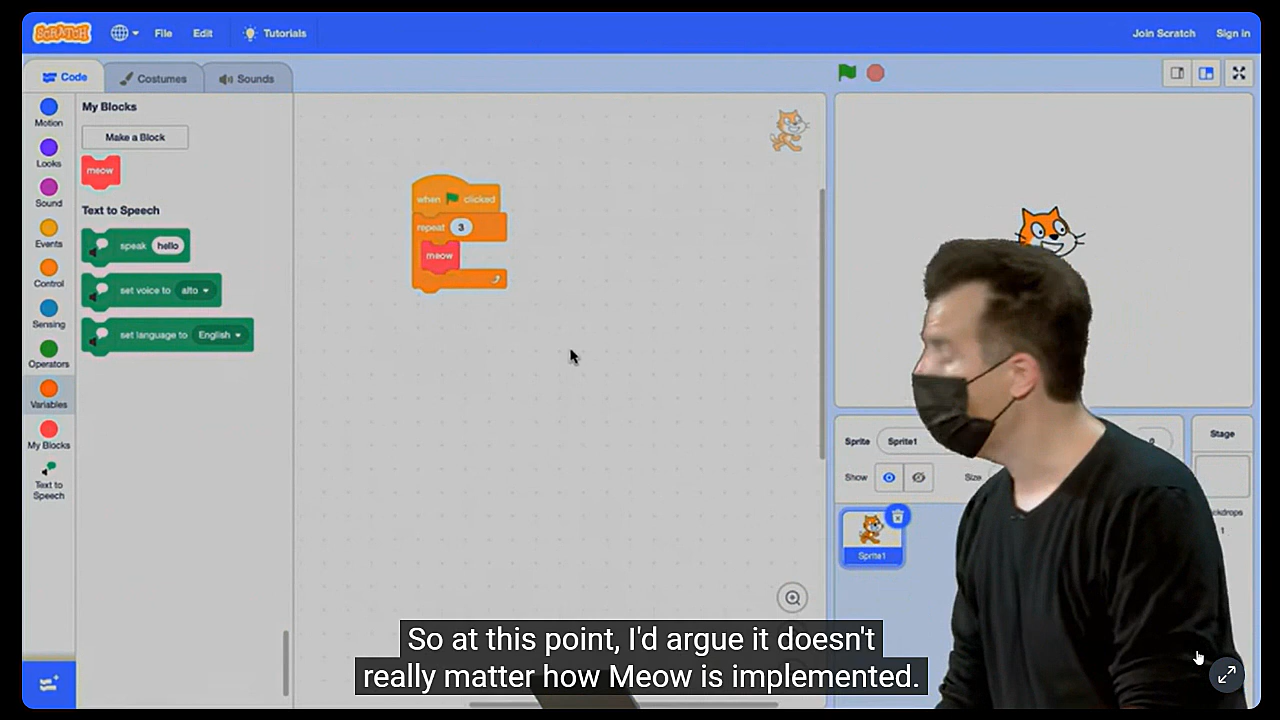 SCRATCH
File
Edit
Tutorials
Join Scratch
Sign in
Code
Costumes
Sounds
Motion
Looks
Sound
Events
Control
Sensing
Operators
Variables
My Blocks
Text to
Speech
My Blocks
Make a Block
meow
Text to Speech
speak hello
set voice to alto
set language to English
when clicked
repeat 3
meow
Sprite Sprite1
Show
Size
Sprite1
Stage
1
So at this point, I'd argue it doesn't
really matter how Meow is implemented.